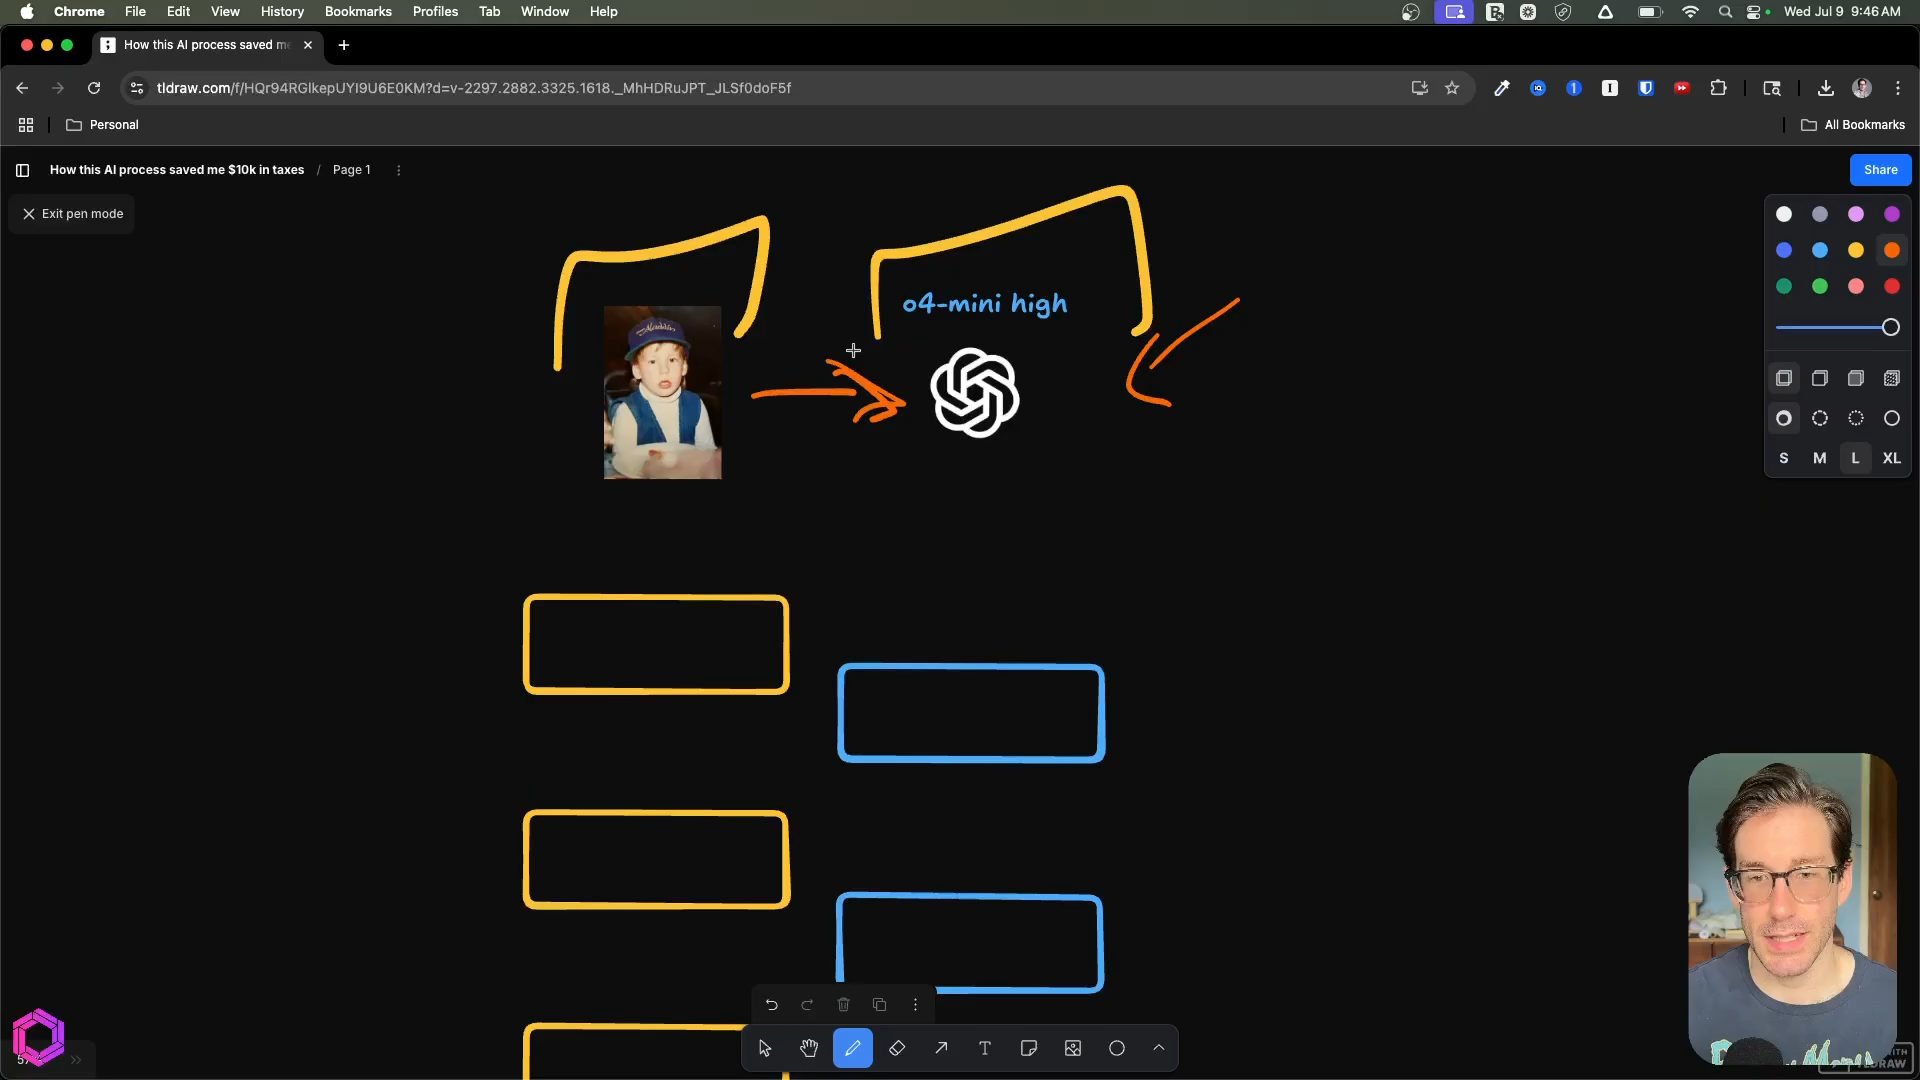 Chrome File Edit View History Bookmarks Profiles Tab Window Help
Wed Jul 9 9:46 AM
How this AI process saved me
tldraw.com/f/HQr94RGlkepUYI9U6E0KM?d=v-2297.2882.3325.1618._MhHDRuJPT_JLSf0doF5f
Personal
All Bookmarks
How this AI process saved me $10k in taxes / Page 1
Share
Exit pen mode
o4-mini high
S M L XL